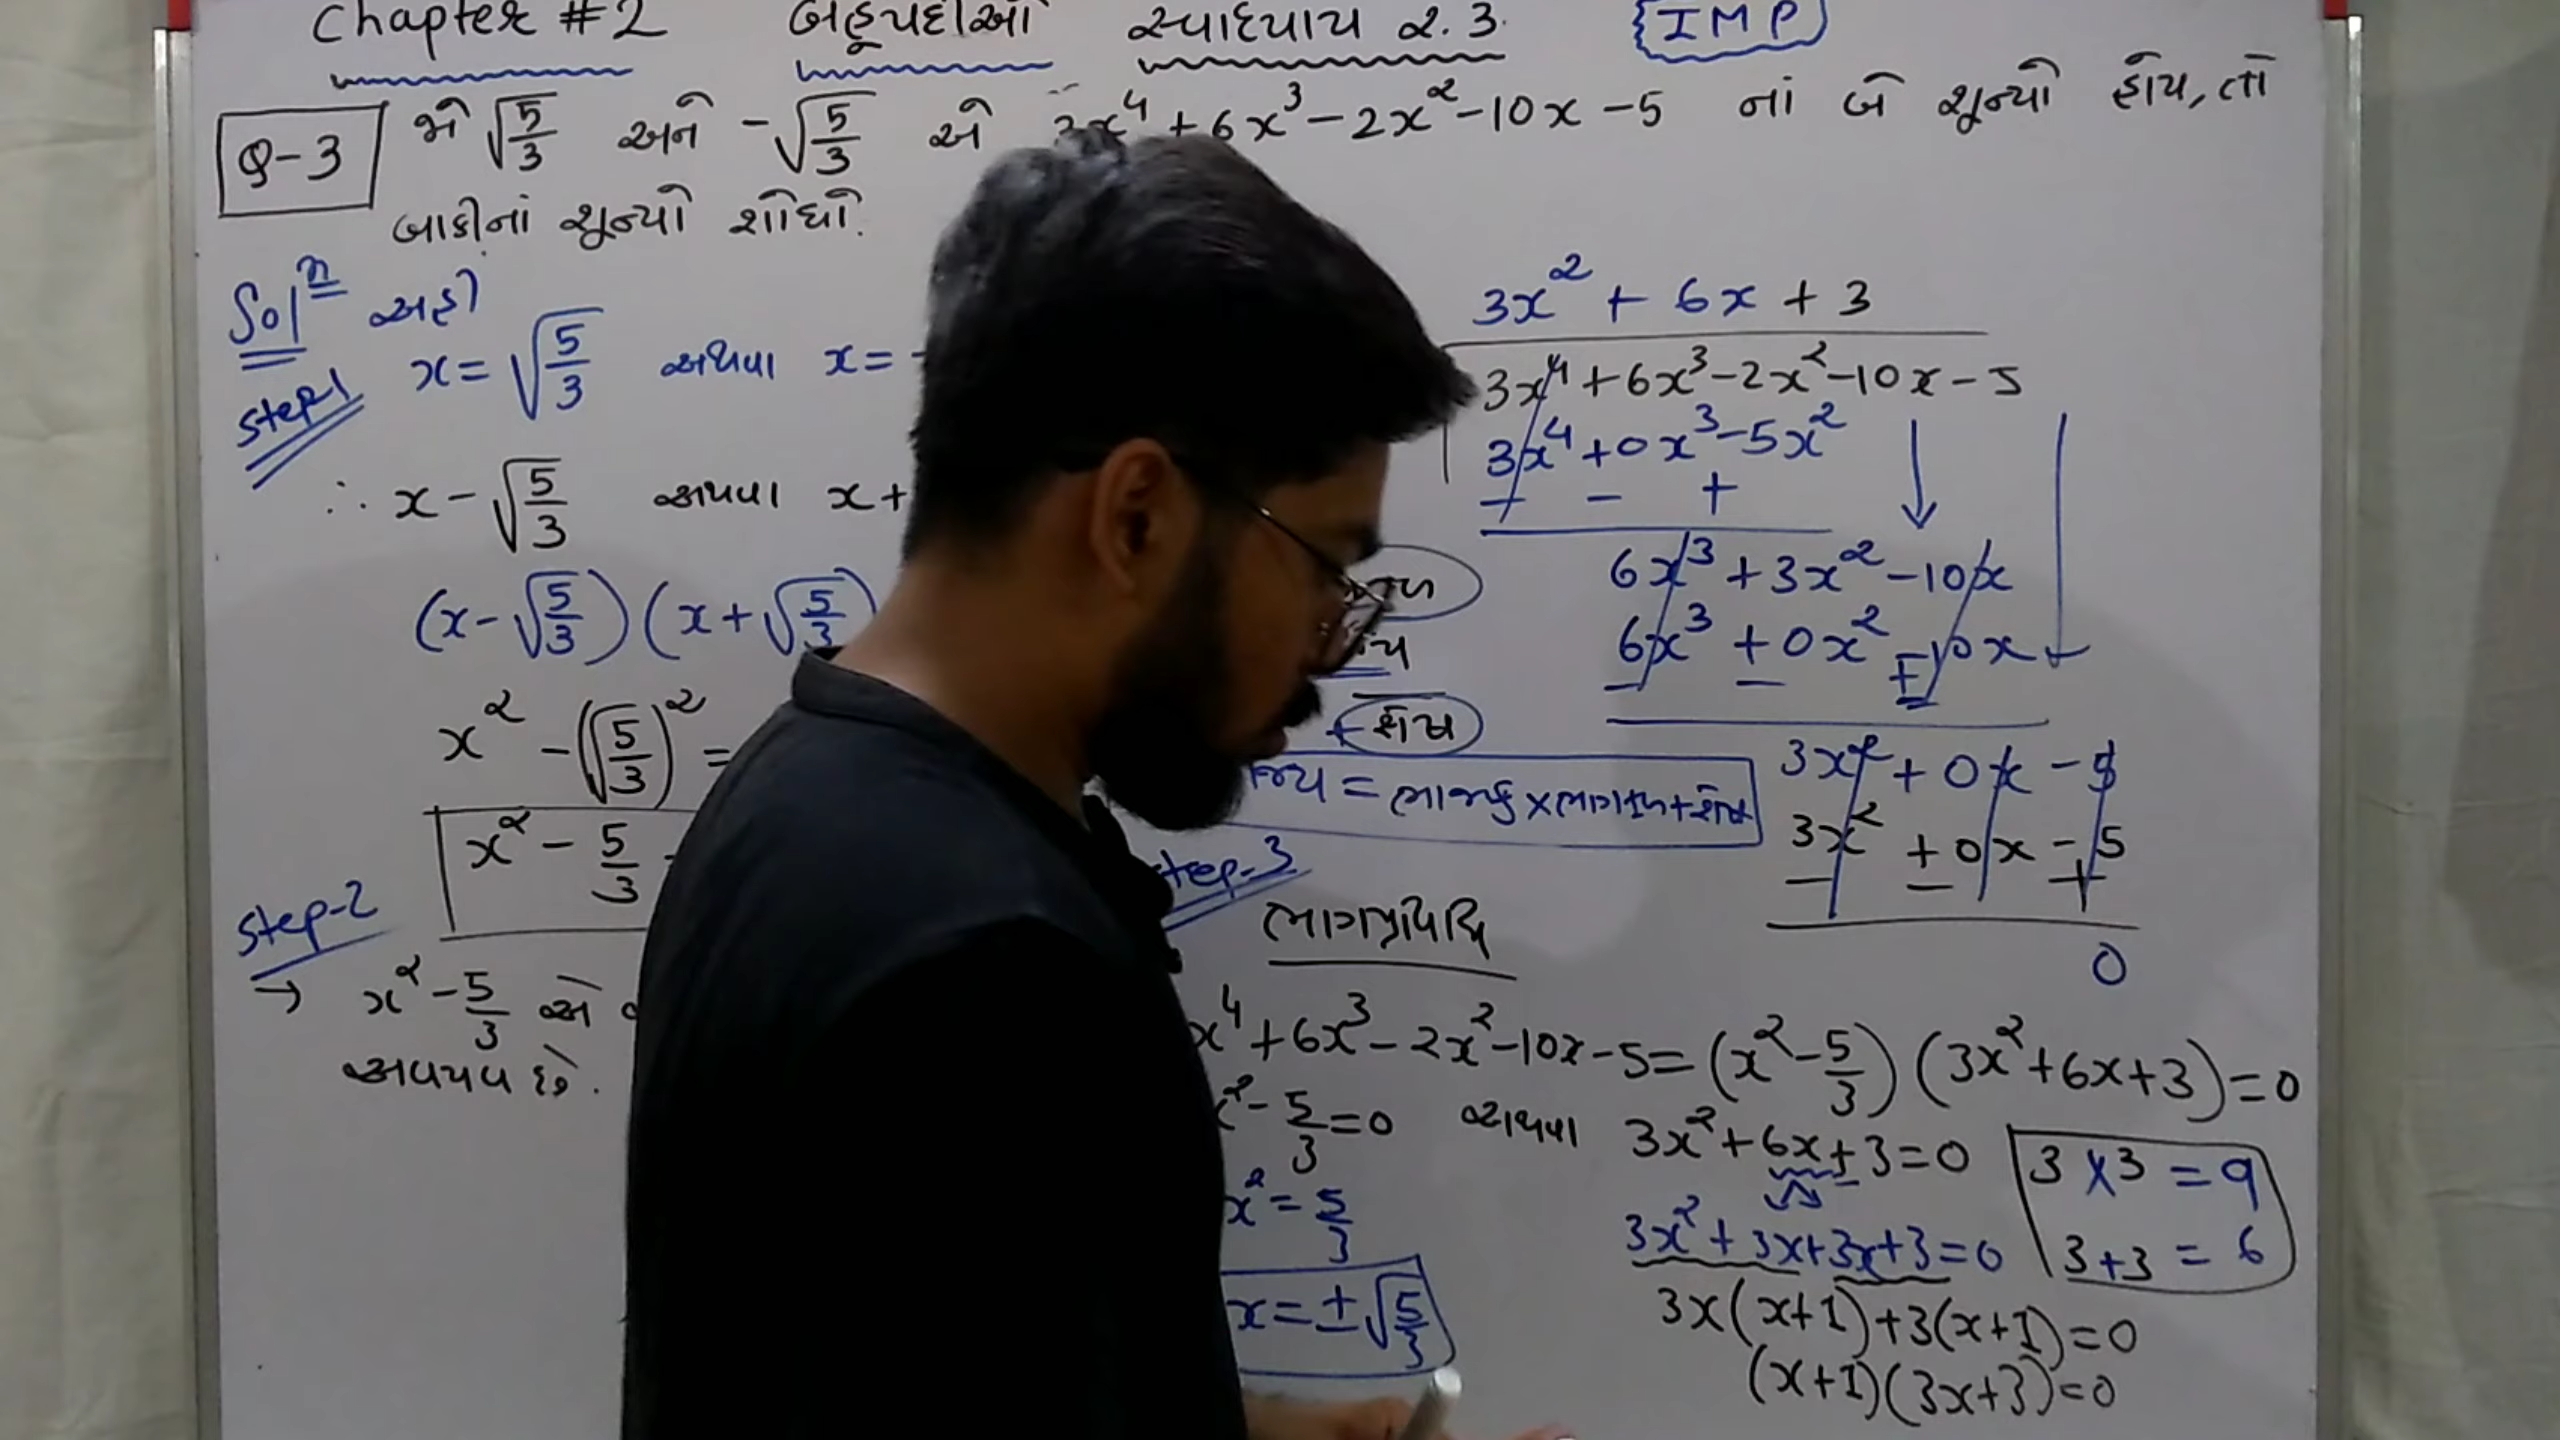 Chapter #2 બહુપદીઓ સ્વાધ્યાય ૨.૩. {IMP}
Q-3 જો √5/3 અને -√5/3 એ 3x⁴+6x³-2x²-10x-5 નાં બે શૂન્યો હોય, તો
બાકીનાં શૂન્યો શોધો.
Solⁿ અહીં
Step-1 x = √5/3 અથવા x =
∴ x - √5/3 અથવા x +
(x-√5/3)(x+√5/3)
x² - (√5/3)² =
x² - 5/3
Step-2
→ x² - 5/3 એ
અવયવ છે.
3x² + 6x + 3
3x⁴ + 6x³ - 2x² - 10x - 5
3x⁴ + 0x³ - 5x²
- - +
6x³ + 3x² - 10x
6x³ + 0x² - 10x
- - +
3x² + 0x - 5
3x² + 0x - 5
- - +
0
+ શેષ
= ભાજક × ભાગફળ + શેષ
Step-3
x⁴+6x³-2x²-10x-5 = (x²-5/3)(3x²+6x+3) = 0
x² - 5/3 = 0 અથવા 3x²+6x+3=0
x² = 5/3
x = ±√5/3
3x²+3x+3x+3=0
3x(x+1)+3(x+1)=0
(x+1)(3x+3)=0
3 × 3 = 9
3+3 = 6